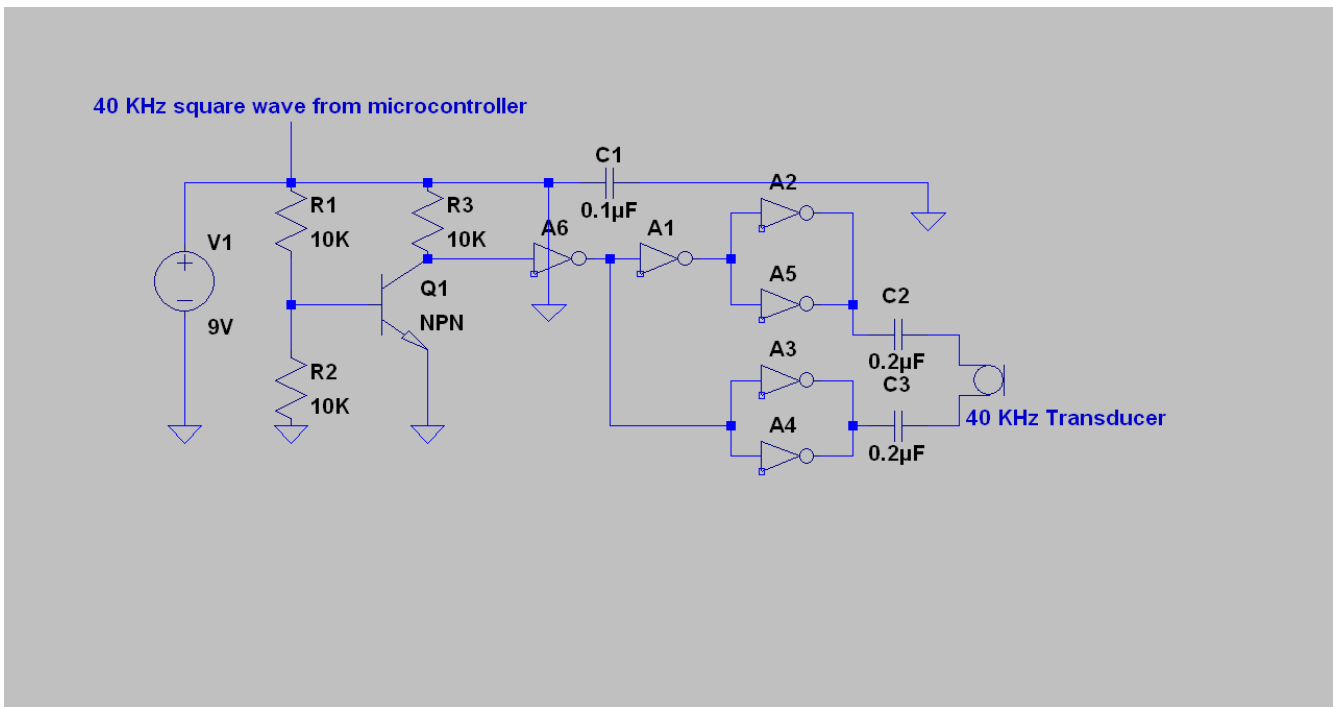 40 KHz square wave from microcontroller
C1
A2
R1
R3
0.1µF
10K
10K
A6
A1
V1
Q1
A5
C2
9V
NPN
A3
0.2µF
R2
C3
10K
A4
40 KHz Transducer
0.2µF